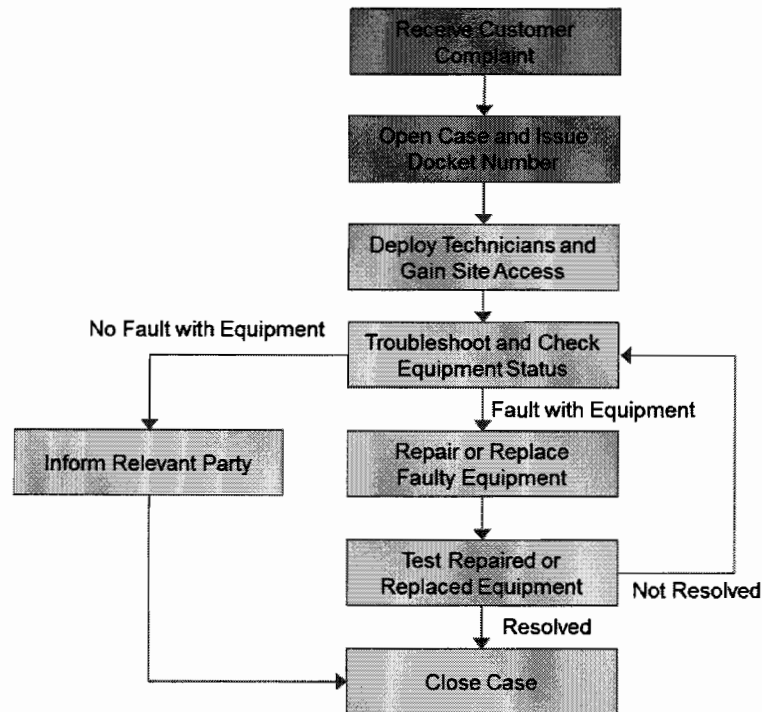 Receive Customer
Complaint
Open Case and Issue
Docket Number
Deploy Technicians and
Gain Site Access
No Fault with Equipment
Troubleshoot and Check
Equipment Status
Fault with Equipment
Inform Relevant Party
Repair or Replace
Faulty Equipment
Test Repaired or
Replaced Equipment
Not Resolved
Resolved
Close Case